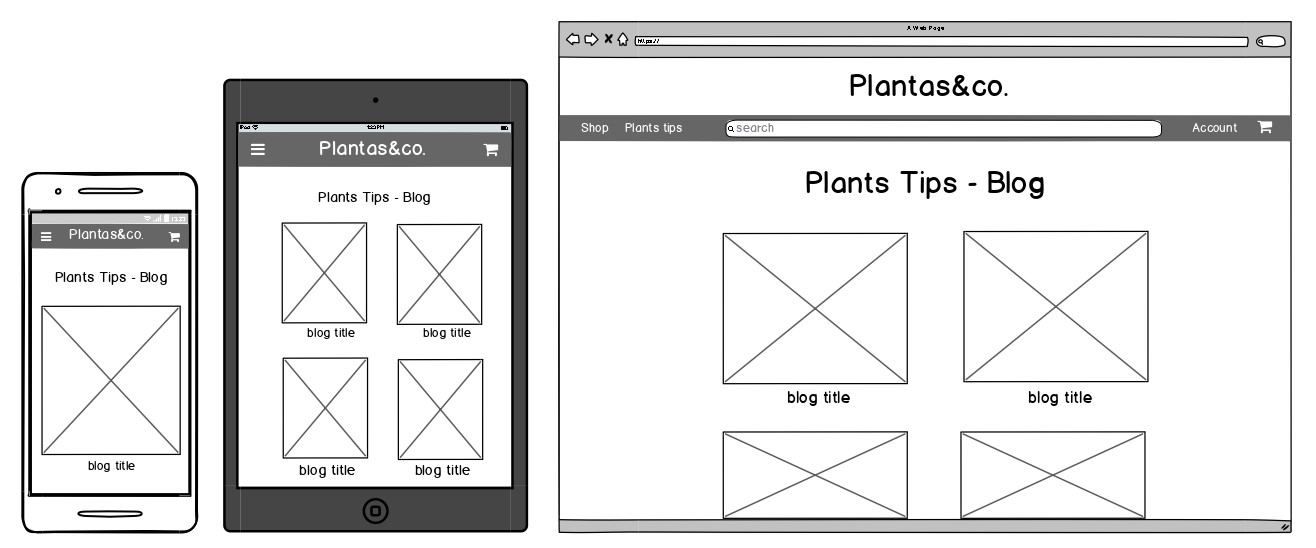 12:23
Plantas&co.
Plants Tips - Blog
blog title
iPad
1:23 PM
Plantas&co.
Plants Tips - Blog
blog title
blog title
blog title
blog title
A Web Page
https://
Plantas&co.
Shop
Plants tips
search
Account
Plants Tips - Blog
blog title
blog title